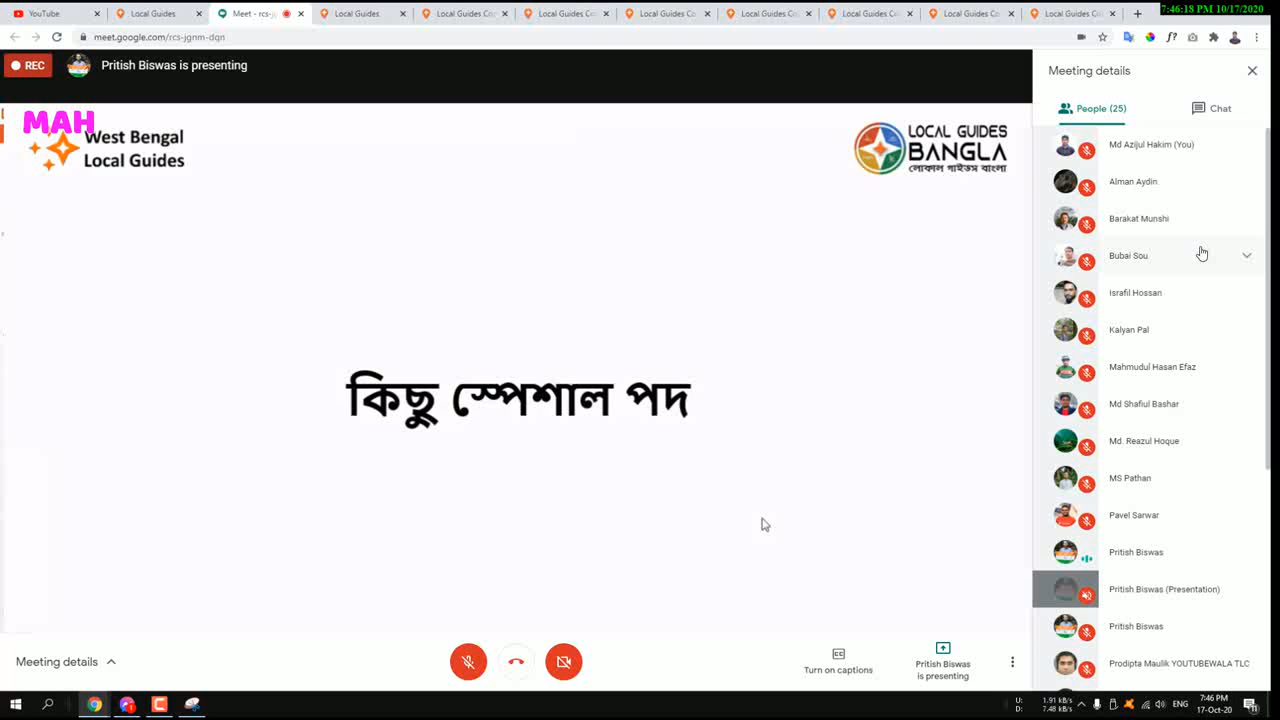 YouTube
Local Guides
Meet - rcs-j
Local Guides
Local Guides Co
Local Guides Co
Local Guides Co
Local Guides Co
Local Guides Co
Local Guides Co
Local Guides Co
7:46:18 PM 10/17/2020
meet.google.com/rcs-jgnm-dqn
REC
Pritish Biswas is presenting
Meeting details
People (25)
Chat
MAH
West Bengal
Local Guides
LOCAL GUIDES
BANGLA
লোকাল গাইডস বাংলা
কিছু স্পেশাল পদ
Md Azijul Hakim (You)
Alman Aydin
Barakat Munshi
Bubai Sou
Israfil Hossan
Kalyan Pal
Mahmudul Hasan Efaz
Md Shafiul Bashar
Md. Reazul Hoque
MS Pathan
Pavel Sarwar
Pritish Biswas
Pritish Biswas (Presentation)
Pritish Biswas
Prodipta Maulik YOUTUBEWALA TLC
Meeting details
Turn on captions
Pritish Biswas
is presenting
U: 1.91 kB/s
D: 7.48 kB/s
ENG
7:46 PM
17-Oct-20